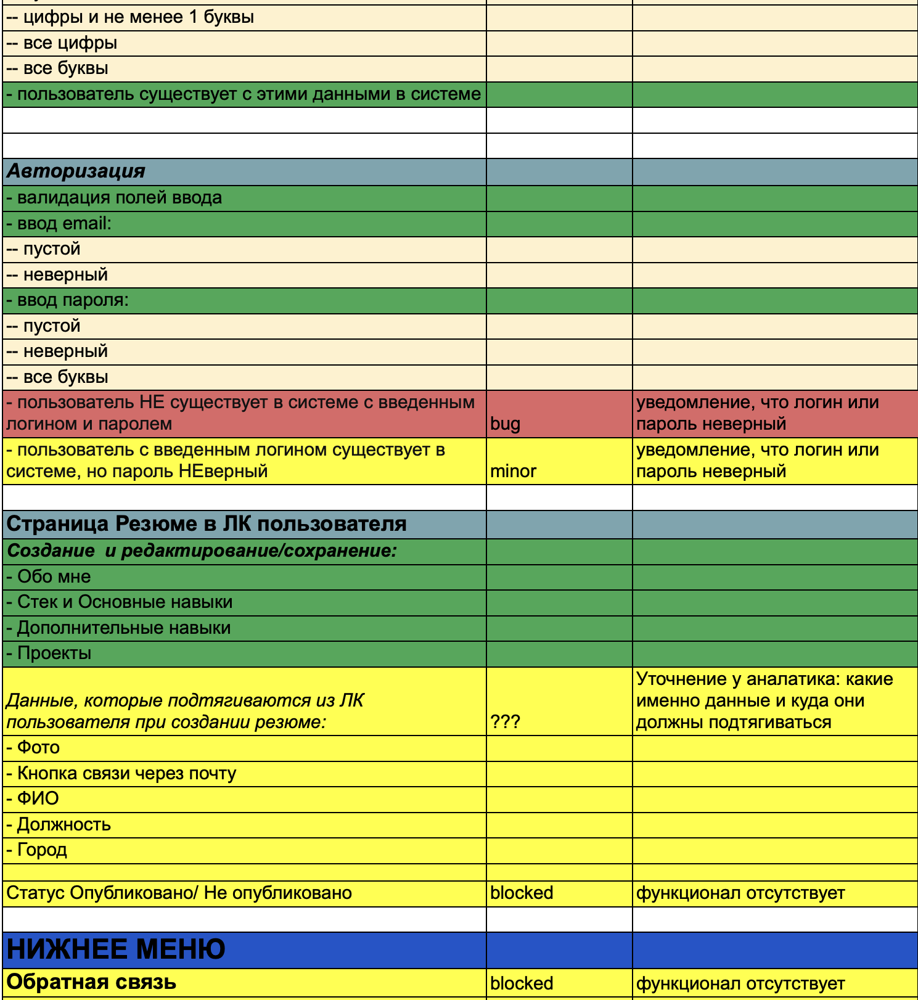 -- цифры и не менее 1 буквы
-- все цифры
-- все буквы
- пользователь существует с этими данными в системе
Авторизация
- валидация полей ввода
- ввод email:
-- пустой
-- неверный
- ввод пароля:
-- пустой
-- неверный
-- все буквы
- пользователь НЕ существует в системе с введенным
логином и паролем
bug
уведомление, что логин или
пароль неверный
- пользователь с введенным логином существует в
системе, но пароль НЕверный
minor
уведомление, что логин или
пароль неверный
Страница Резюме в ЛК пользователя
Создание  и редактирование/сохранение:
- Обо мне
- Стек и Основные навыки
- Дополнительные навыки
- Проекты
Данные, которые подтягиваются из ЛК
пользователя при создании резюме:
???
Уточнение у аналатика: какие
именно данные и куда они
должны подтягиваться
- Фото
- Кнопка связи через почту
- ФИО
- Должность
- Город
Статус Опубликовано/ Не опубликовано
blocked
функционал отсутствует
НИЖНЕЕ МЕНЮ
Обратная связь
blocked
функционал отсутствует